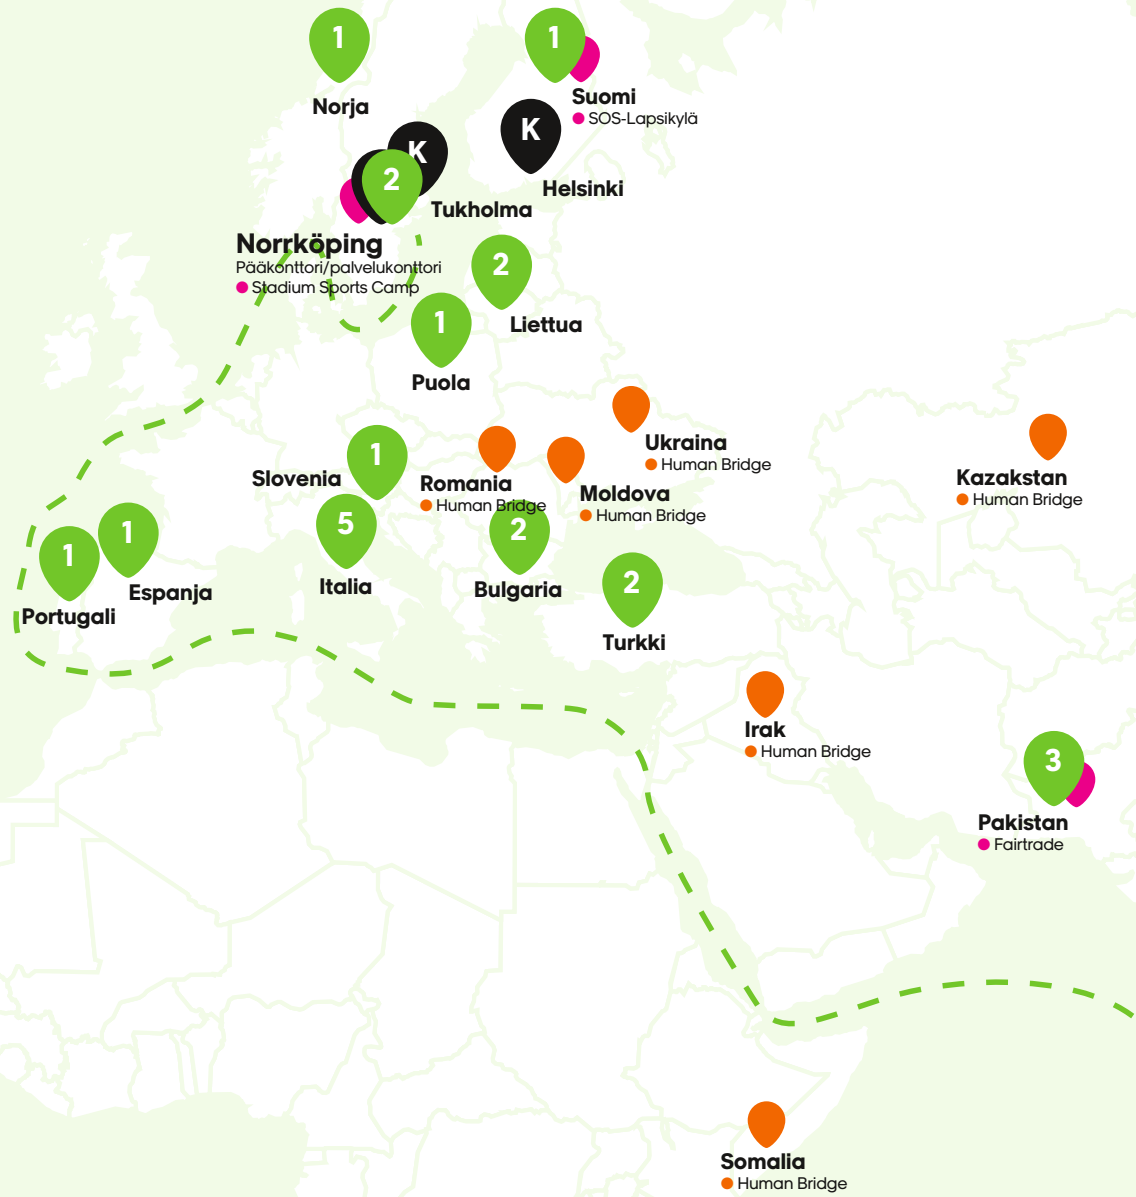 1
Norja
1
Suomi
SOS-Lapsikylä
K
Helsinki
K
2
Tukholma
Norrköping
Pääkonttori/palvelukonttori
Stadium Sports Camp
2
Liettua
1
Puola
Ukraina
Human Bridge
1
Slovenia
Romania
Human Bridge
Moldova
Human Bridge
Kazakstan
Human Bridge
1
Portugali
1
Espanja
5
Italia
2
Bulgaria
2
Turkki
Irak
Human Bridge
3
Pakistan
Fairtrade
Somalia
Human Bridge